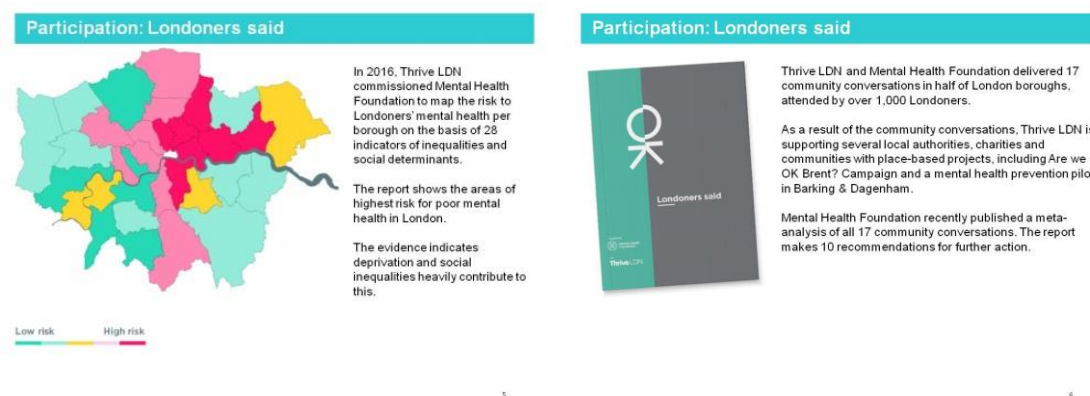 Participation: Londoners said
In 2016, Thrive LDN
commissioned Mental Health
Foundation to map the risk to
Londoners' mental health per
borough on the basis of 28
indicators of inequalities and
social determinants.
The report shows the areas of
highest risk for poor mental
health in London.
The evidence indicates
deprivation and social
inequalities heavily contribute to
this.
Low risk High risk
5
Participation: Londoners said
Londoners said
ThriveLDN
Thrive LDN and Mental Health Foundation delivered 17
community conversations in half of London boroughs,
attended by over 1,000 Londoners.
As a result of the community conversations, Thrive LDN is
supporting several local authorities, charities and
communities with place-based projects, including Are we
OK Brent? Campaign and a mental health prevention pilo
in Barking & Dagenham.
Mental Health Foundation recently published a meta-
analysis of all 17 community conversations. The report
makes 10 recommendations for further action.
6